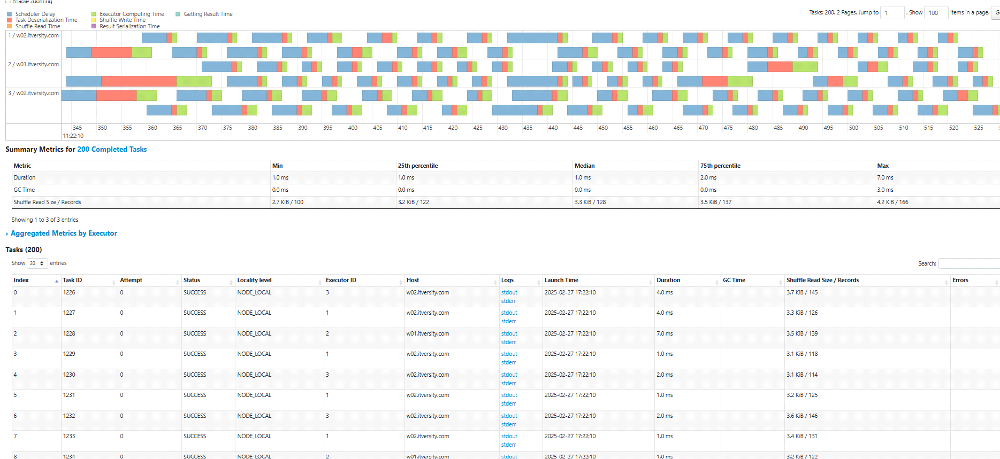 Enable zooming
Scheduler Delay Executor Computing Time Getting Result Time
Task Deserialization Time Shuffle Write Time
Shuffle Read Time Result Serialization Time
Tasks: 200. 2 Pages. Jump to 1 . Show 100 items in a page.
1 / w02.itversity.com
2 / w01.itversity.com
3 / w02.itversity.com
345 350 355 360 365 370 375 380 385 390 395 400 405 410 415 420 425 430 435 440 445 450 455 460 465 470 475 480 485 490 495 500 505 510 515 520 525
11:22:10
Summary Metrics for 200 Completed Tasks
Metric Min 25th percentile Median 75th percentile Max
Duration 1.0 ms 1.0 ms 1.0 ms 2.0 ms 7.0 ms
GC Time 0.0 ms 0.0 ms 0.0 ms 0.0 ms 3.0 ms
Shuffle Read Size / Records 2.7 KiB / 100 3.2 KiB / 122 3.3 KiB / 128 3.5 KiB / 137 4.2 KiB / 166
Showing 1 to 3 of 3 entries
Aggregated Metrics by Executor
Tasks (200)
Show 20 entries Search:
Index Task ID Attempt Status Locality level Executor ID Host Logs Launch Time Duration GC Time Shuffle Read Size / Records Errors
0 1226 0 SUCCESS NODE_LOCAL 3 w02.itversity.com stdout 2025-02-27 17:22:10 4.0 ms 3.7 KiB / 145
stderr
1 1227 0 SUCCESS NODE_LOCAL 1 w02.itversity.com stdout 2025-02-27 17:22:10 4.0 ms 3.3 KiB / 126
stderr
2 1228 0 SUCCESS NODE_LOCAL 2 w01.itversity.com stdout 2025-02-27 17:22:10 7.0 ms 3.5 KiB / 139
stderr
3 1229 0 SUCCESS NODE_LOCAL 1 w02.itversity.com stdout 2025-02-27 17:22:10 1.0 ms 3.1 KiB / 118
stderr
4 1230 0 SUCCESS NODE_LOCAL 3 w02.itversity.com stdout 2025-02-27 17:22:10 2.0 ms 3.1 KiB / 114
stderr
5 1231 0 SUCCESS NODE_LOCAL 1 w02.itversity.com stdout 2025-02-27 17:22:10 1.0 ms 3.2 KiB / 125
stderr
6 1232 0 SUCCESS NODE_LOCAL 3 w02.itversity.com stdout 2025-02-27 17:22:10 2.0 ms 3.6 KiB / 146
stderr
7 1233 0 SUCCESS NODE_LOCAL 1 w02.itversity.com stdout 2025-02-27 17:22:10 1.0 ms 3.4 KiB / 131
stderr
8 1234 0 SUCCESS NODE_LOCAL 2 w01.itversity.com stdout 2025-02-27 17:22:10 1.0 ms 3.2 KiB / 122